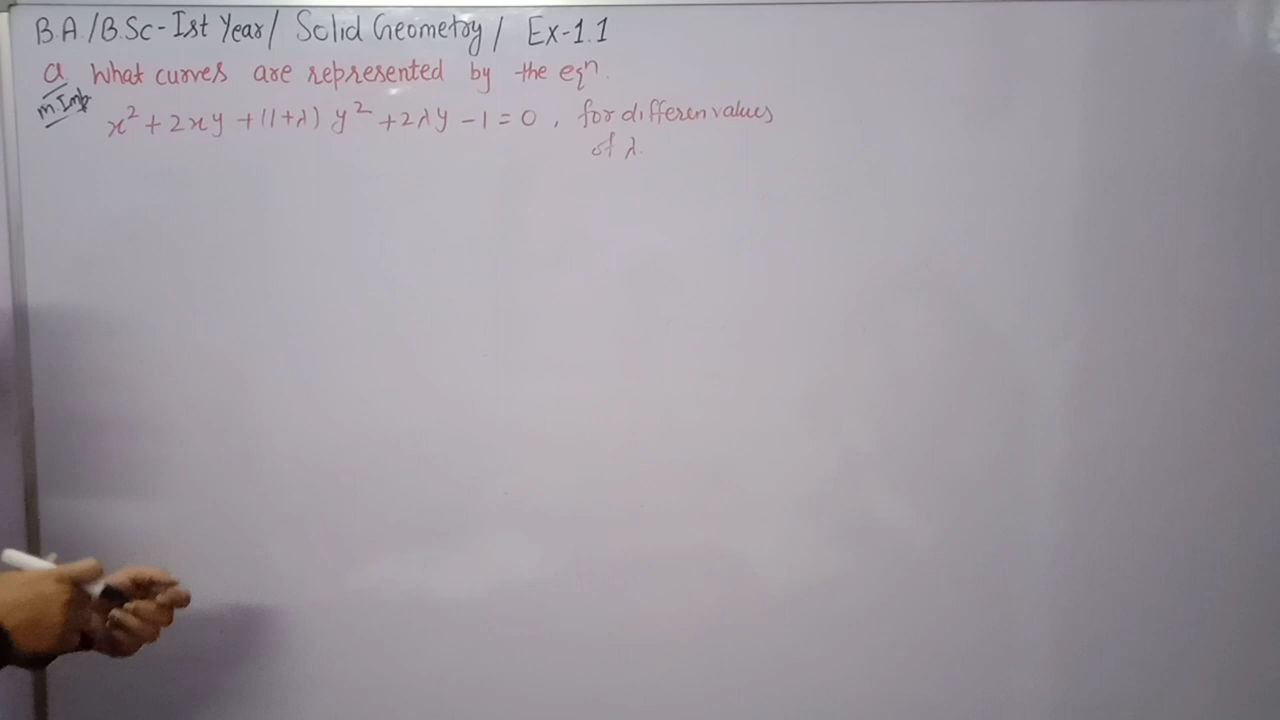 B.A/B.Sc-Ist Year/ Solid Geometry/ Ex-1.1
Q What curves are represented by the eqn.
m.Imp
x² + 2xy + (1+λ) y² + 2λy - 1 = 0, for differen values
of λ.